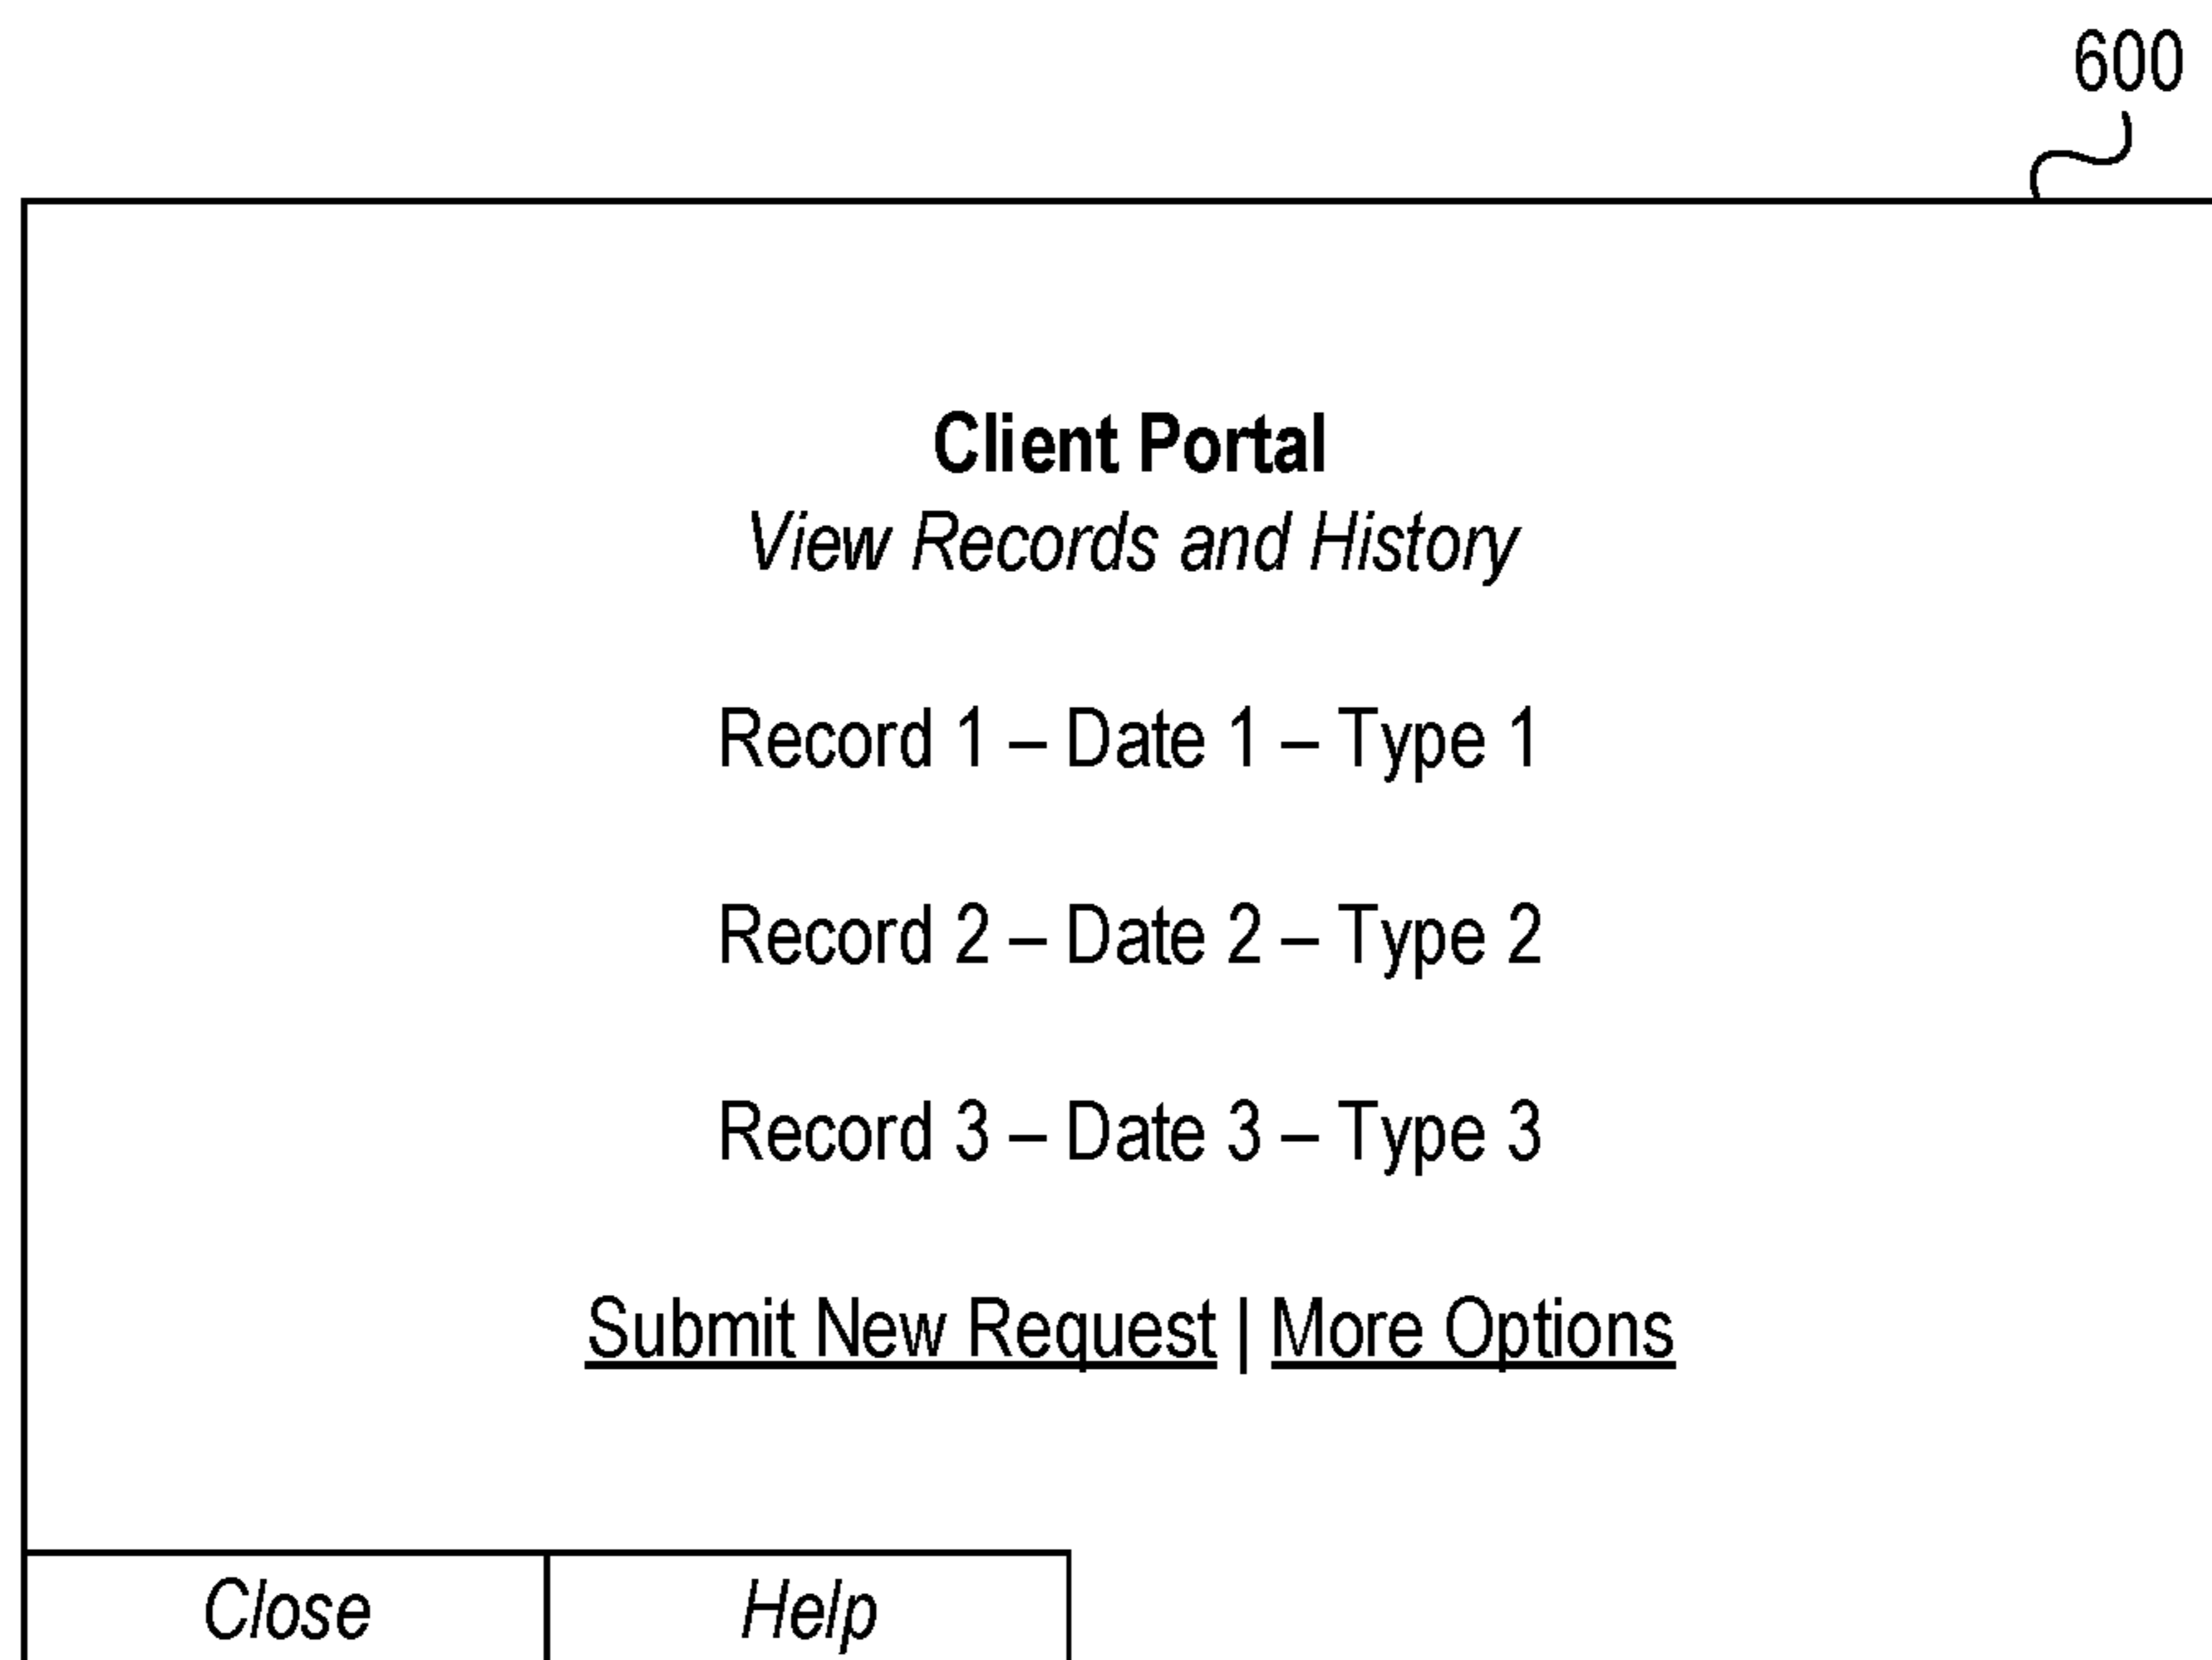 600
Client Portal
View Records and History
Record 1 – Date 1 – Type 1
Record 2 – Date 2 – Type 2
Record 3 – Date 3 – Type 3
Submit New Request | More Options
Close Help